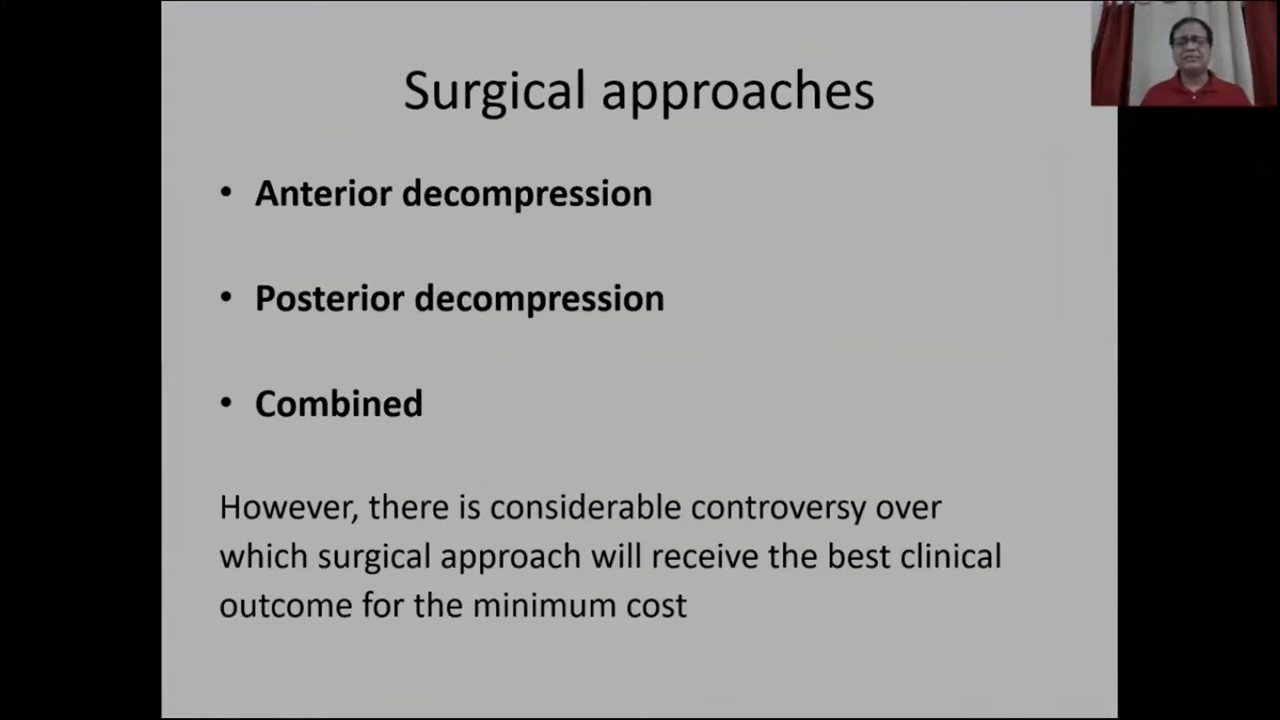 Surgical approaches
• Anterior decompression
• Posterior decompression
• Combined
However, there is considerable controversy over
which surgical approach will receive the best clinical
outcome for the minimum cost